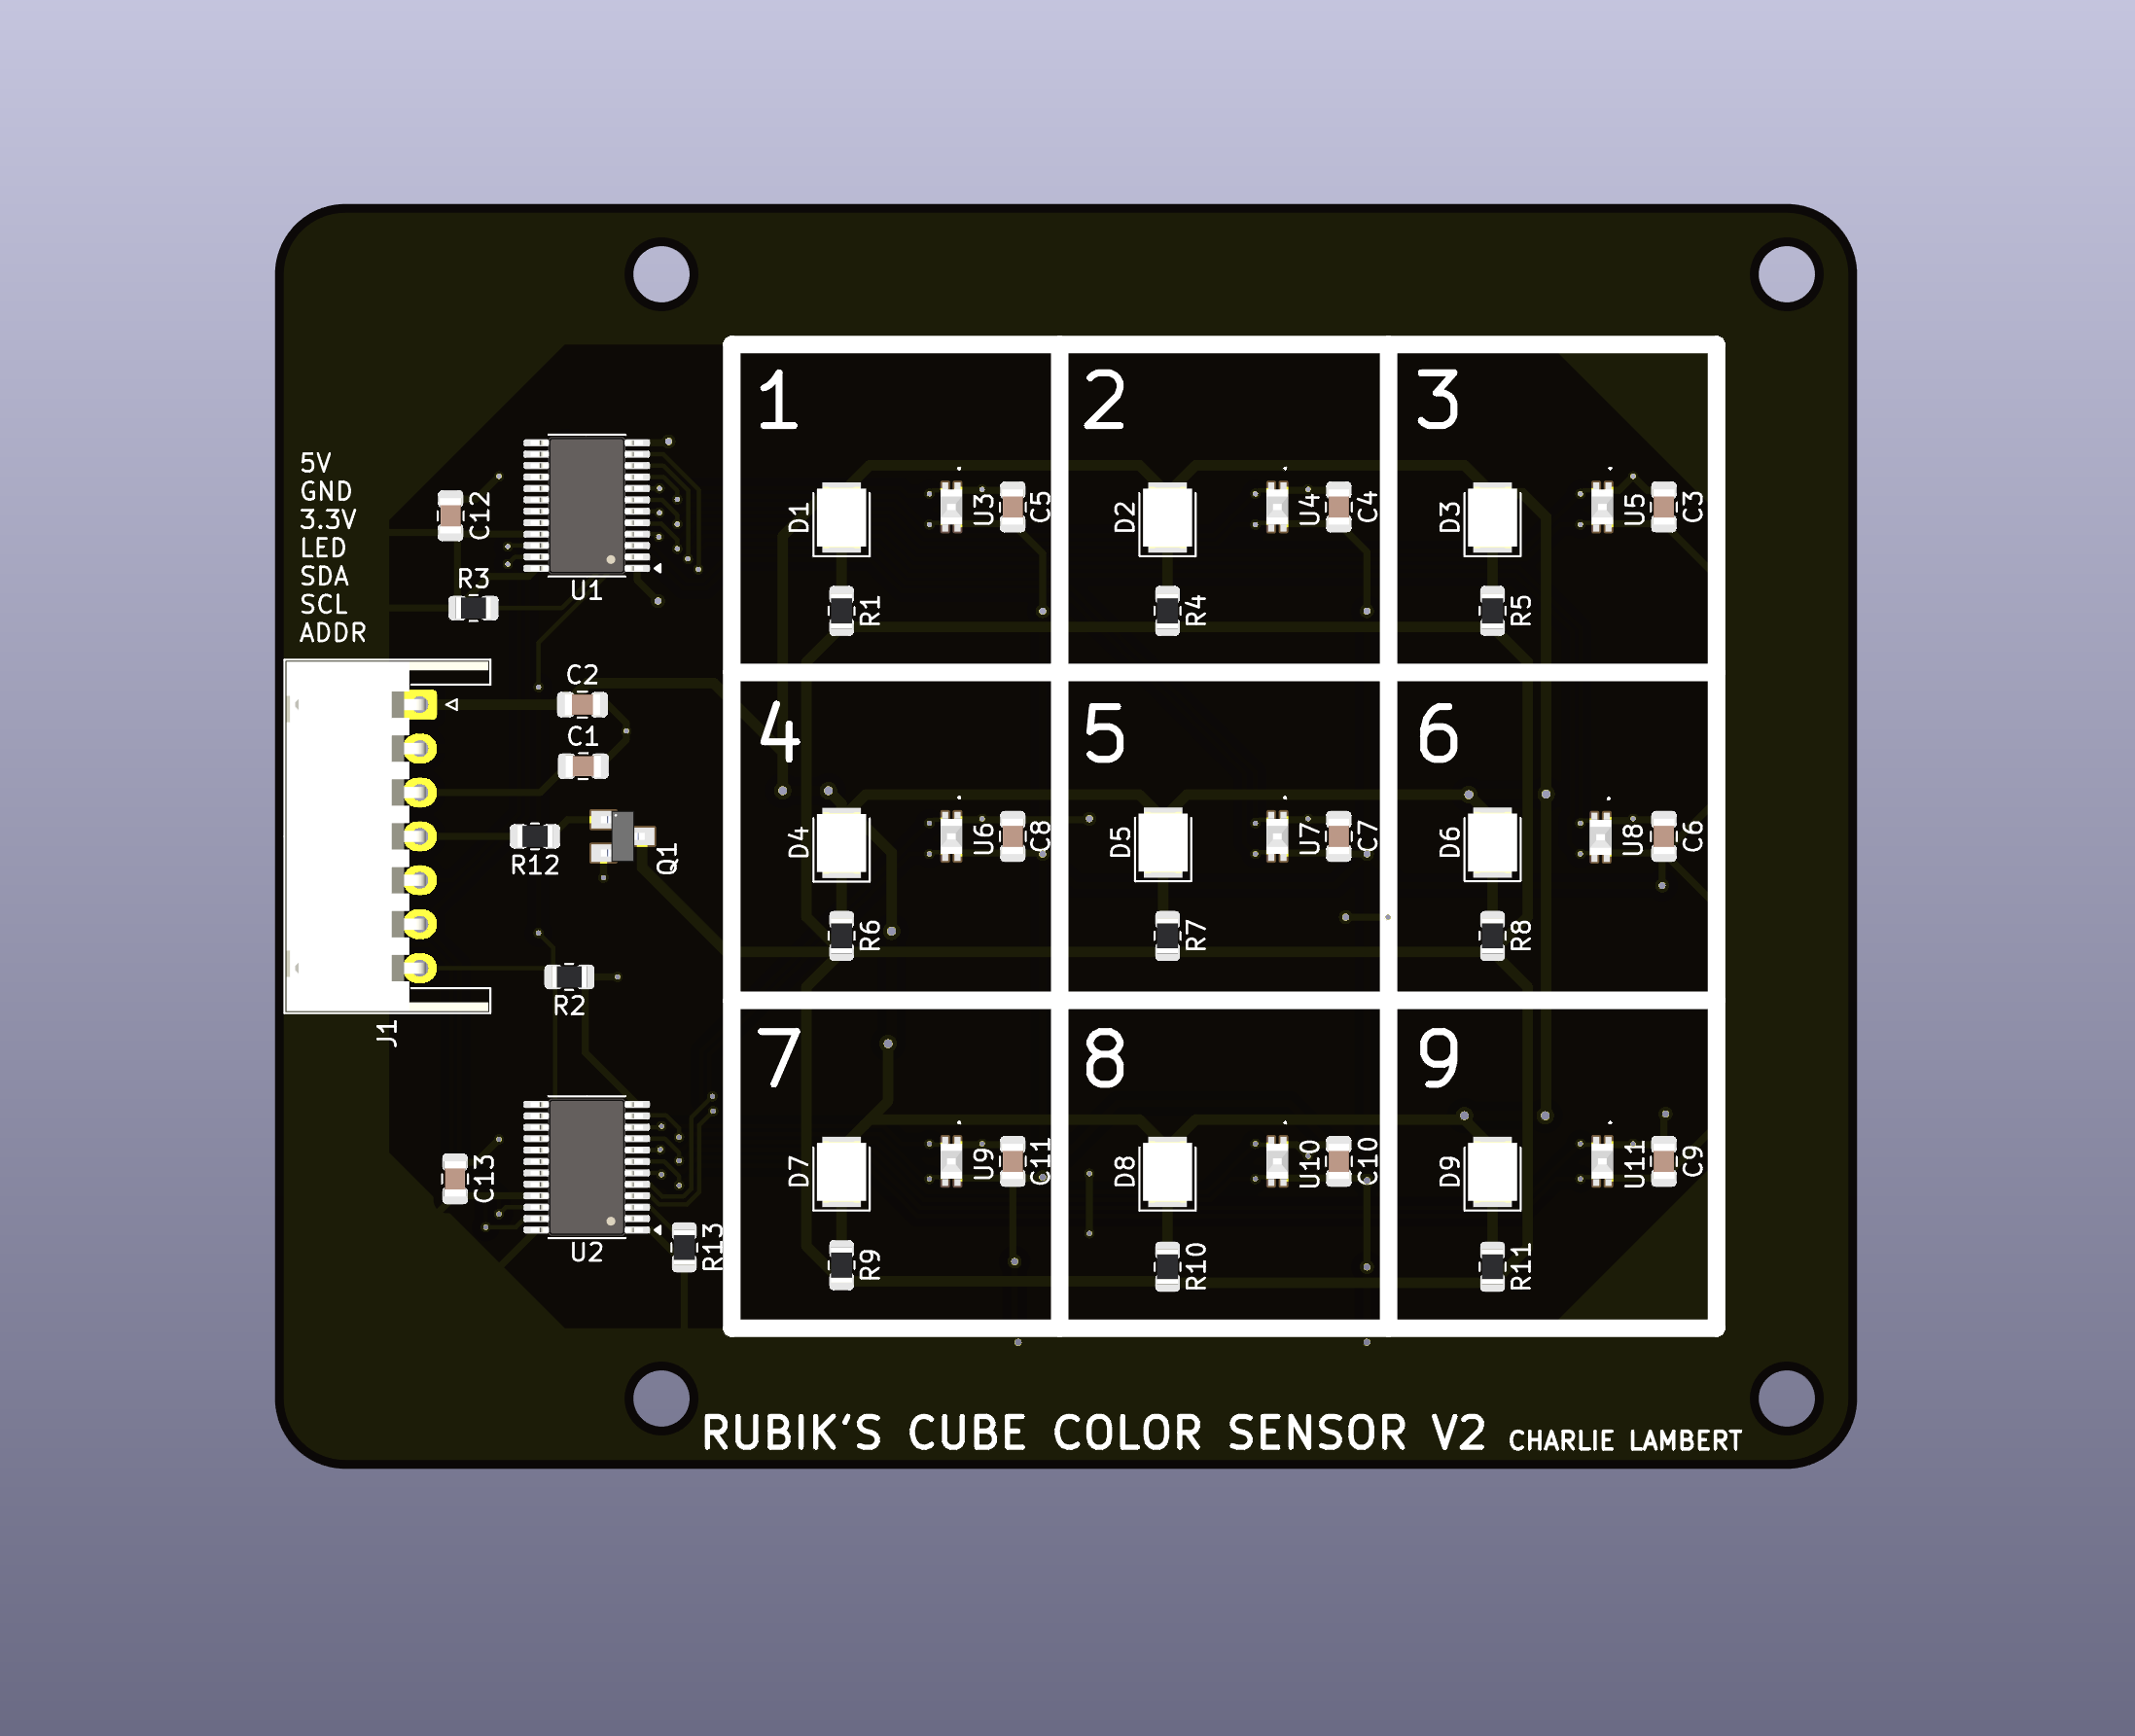 1
2
3
5V
GND
3.3V
LED
SDA
SCL
ADDR
C12
R3
U1
D1
U3
C5
R1
D2
U4
C4
R4
D3
U5
C3
R5
C2
C1
R12
Q1
R2
J1
4
5
6
D4
U6
C8
R6
D5
U7
C7
R7
D6
U8
C6
R8
7
8
9
C13
U2
R13
D7
U9
C11
R9
D8
U10
C10
R10
D9
U11
C9
R11
RUBIK'S CUBE COLOR SENSOR V2 CHARLIE LAMBERT